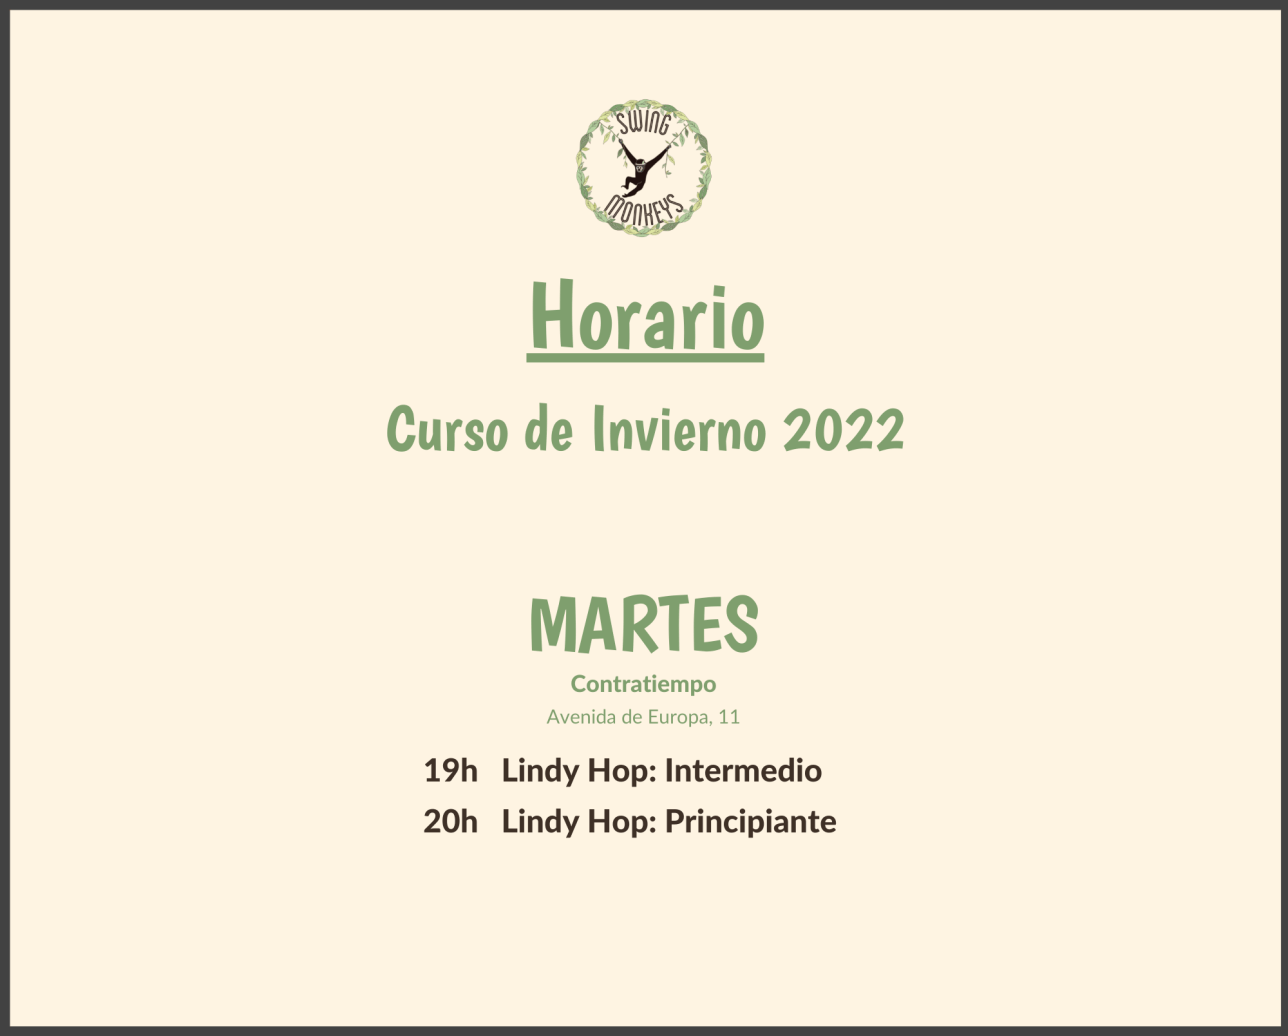 SWING
MONKEYS
Horario
Curso de Invierno 2022
MARTES
Contratiempo
Avenida de Europa, 11
19h Lindy Hop: Intermedio
20h Lindy Hop: Principiante